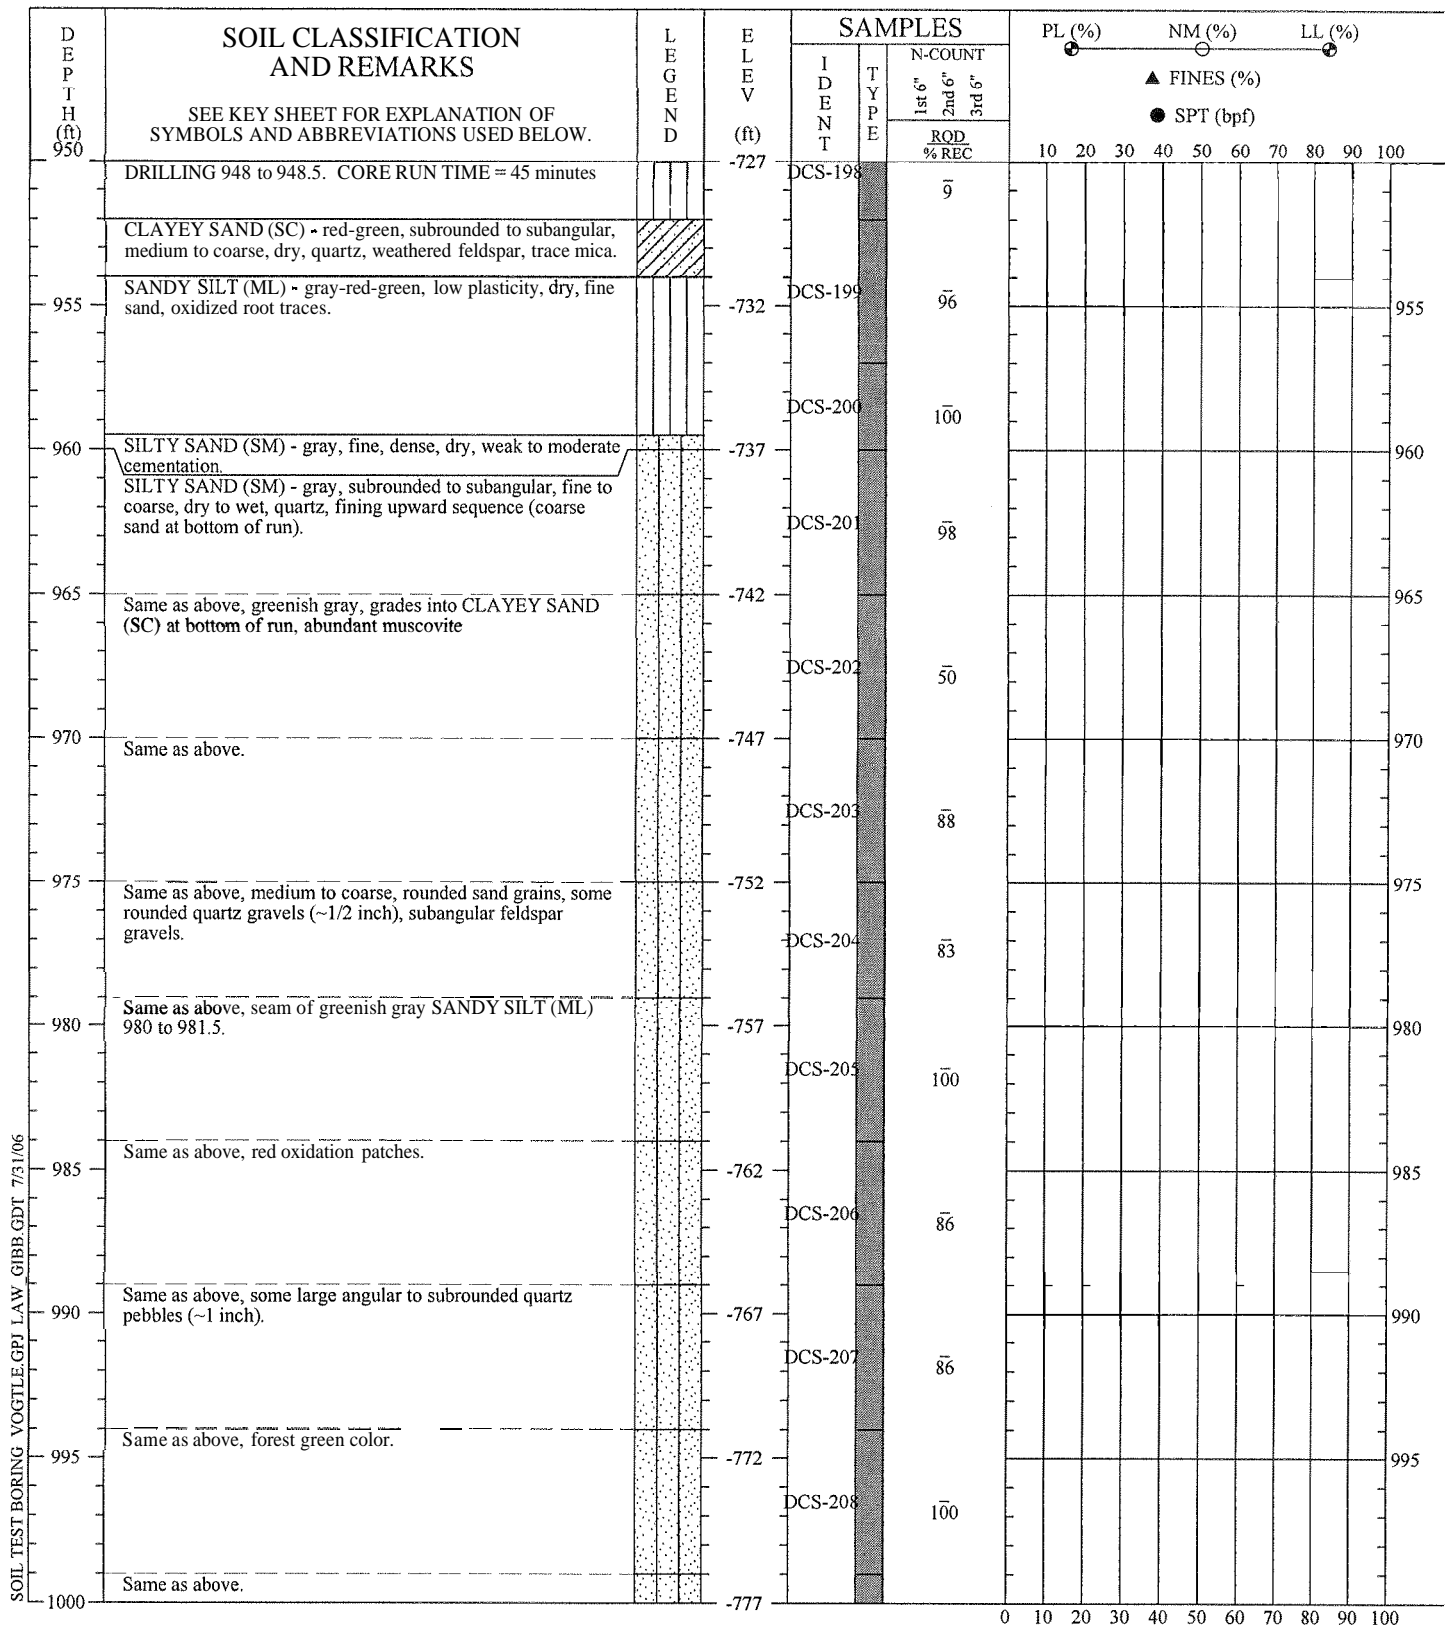 DEPTH (ft)
SOIL CLASSIFICATION
AND REMARKS
SEE KEY SHEET FOR EXPLANATION OF
SYMBOLS AND ABBREVIATIONS USED BELOW.
LEGEND
ELEV (ft)
SAMPLES
IDENT
TYPE
N-COUNT
1st 6"
2nd 6"
3rd 6"
RQD
% REC
PL (%) NM (%) LL (%)
▲ FINES (%)
● SPT (bpf)
10 20 30 40 50 60 70 80 90 100
950
DRILLING 948 to 948.5. CORE RUN TIME = 45 minutes
-727
DCS-198
9
CLAYEY SAND (SC) - red-green, subrounded to subangular,
medium to coarse, dry, quartz, weathered feldspar, trace mica.
SANDY SILT (ML) - gray-red-green, low plasticity, dry, fine
sand, oxidized root traces.
955
-732
DCS-199
96
955
DCS-200
100
SILTY SAND (SM) - gray, fine, dense, dry, weak to moderate
cementation.
960
-737
960
SILTY SAND (SM) - gray, subrounded to subangular, fine to
coarse, dry to wet, quartz, fining upward sequence (coarse
sand at bottom of run).
DCS-201
98
965
-742
965
Same as above, greenish gray, grades into CLAYEY SAND
(SC) at bottom of run, abundant muscovite
DCS-202
50
970
-747
970
Same as above.
DCS-203
88
975
-752
975
Same as above, medium to coarse, rounded sand grains, some
rounded quartz gravels (~1/2 inch), subangular feldspar
gravels.
DCS-204
83
Same as above, seam of greenish gray SANDY SILT (ML)
980 to 981.5.
980
-757
980
DCS-205
100
Same as above, red oxidation patches.
985
-762
985
DCS-206
86
Same as above, some large angular to subrounded quartz
pebbles (~1 inch).
990
-767
990
DCS-207
86
Same as above, forest green color.
995
-772
995
DCS-208
100
Same as above.
1000
-777
0 10 20 30 40 50 60 70 80 90 100
SOIL TEST BORING VOGTLE.GPJ LAW_GIBB.GDT 7/31/06